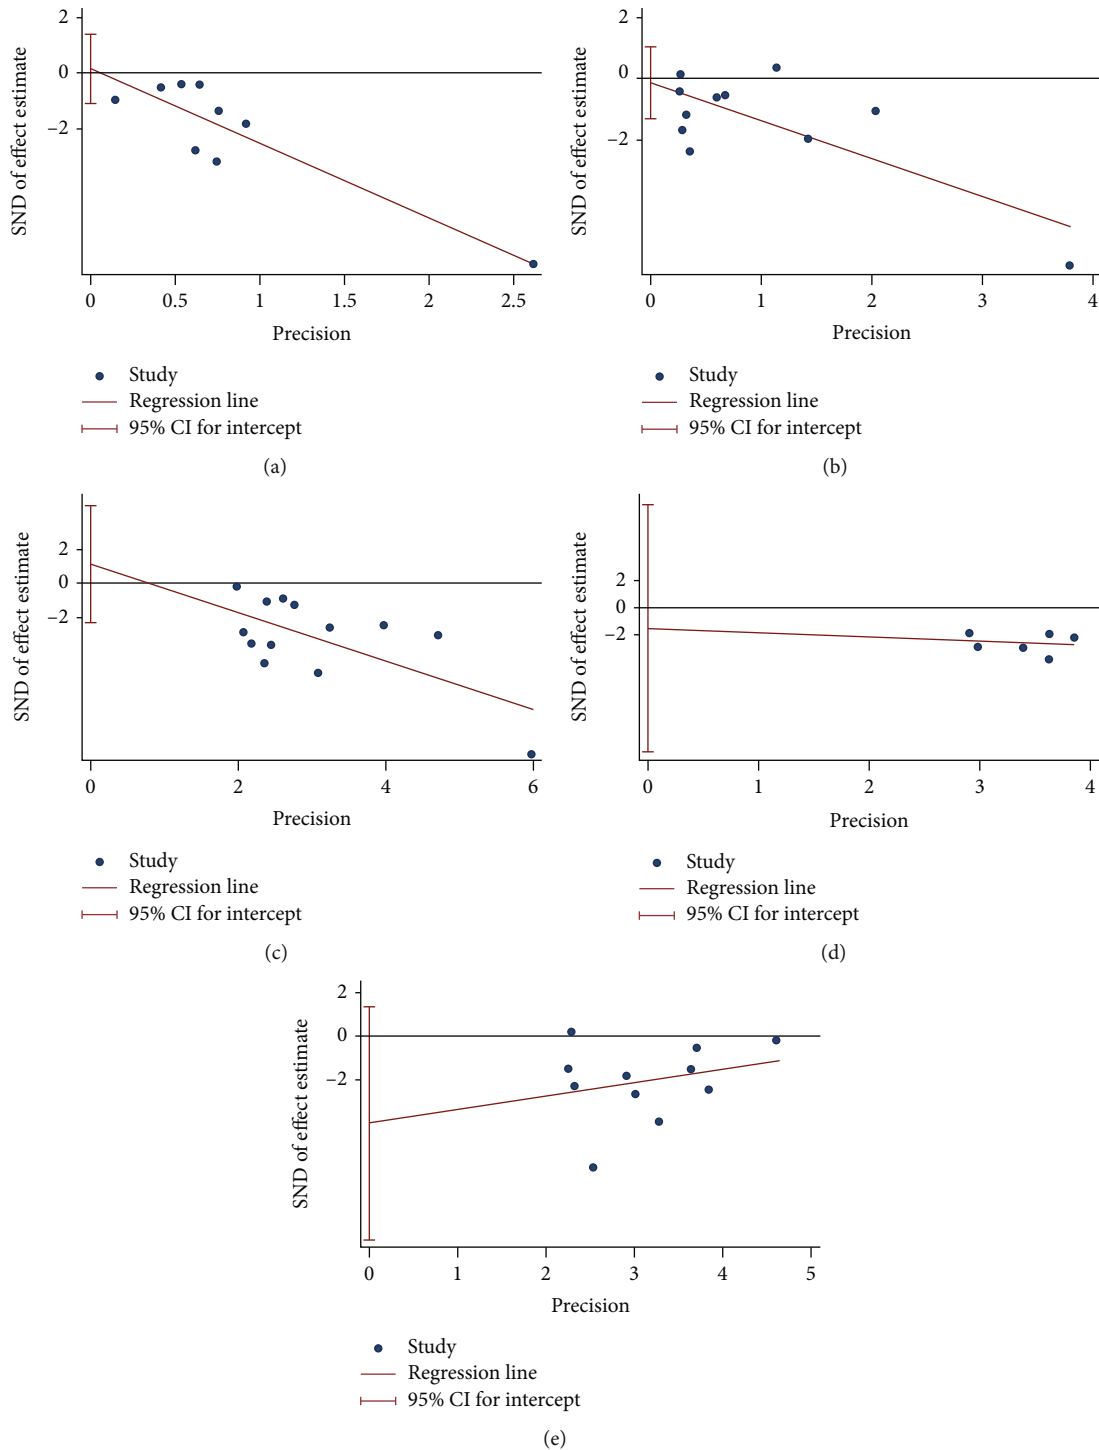 SND of effect estimate
2
0
−2
0
0.5
1
1.5
2
2.5
Precision
Study
Regression line
95% CI for intercept
(a)
SND of effect estimate
2
0
−2
0
1
2
3
4
Precision
Study
Regression line
95% CI for intercept
(b)
SND of effect estimate
2
0
−2
0
2
4
6
Precision
Study
Regression line
95% CI for intercept
(c)
SND of effect estimate
2
0
−2
0
1
2
3
4
Precision
Study
Regression line
95% CI for intercept
(d)
SND of effect estimate
2
0
−2
0
1
2
3
4
5
Precision
Study
Regression line
95% CI for intercept
(e)